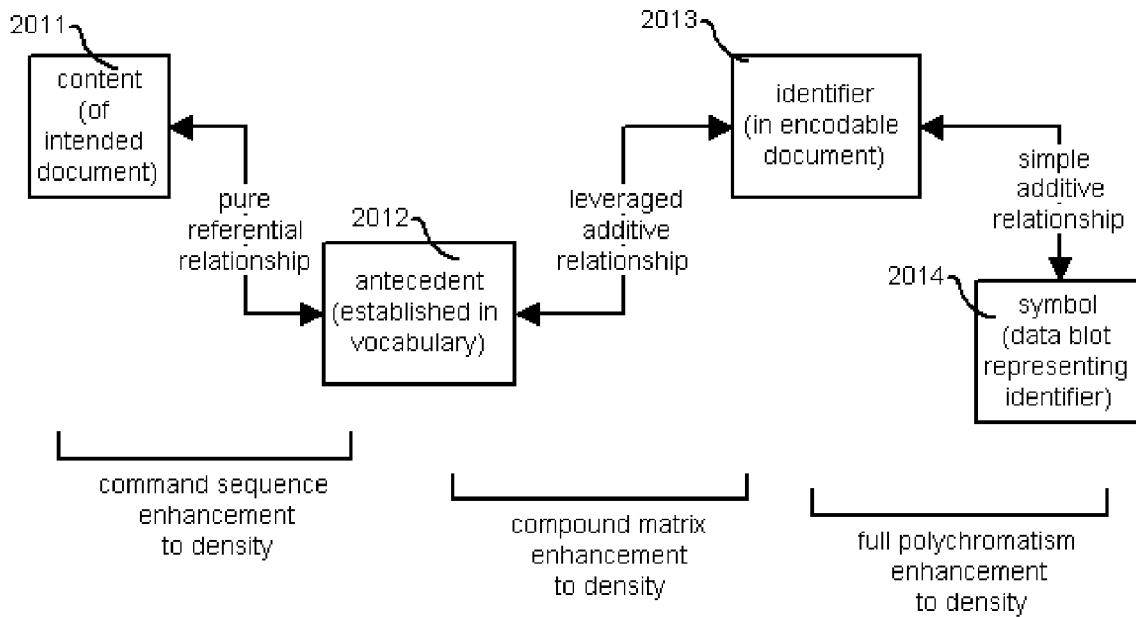 2011
content
(of
intended
document)
pure
referential
relationship
2012
antecedent
(established in
vocabulary)
leveraged
additive
relationship
2013
identifier
(in encodable
document)
simple
additive
relationship
2014
symbol
(data blot
representing
identifier)
command sequence
enhancement
to density
compound matrix
enhancement
to density
full polychromatism
enhancement
to density